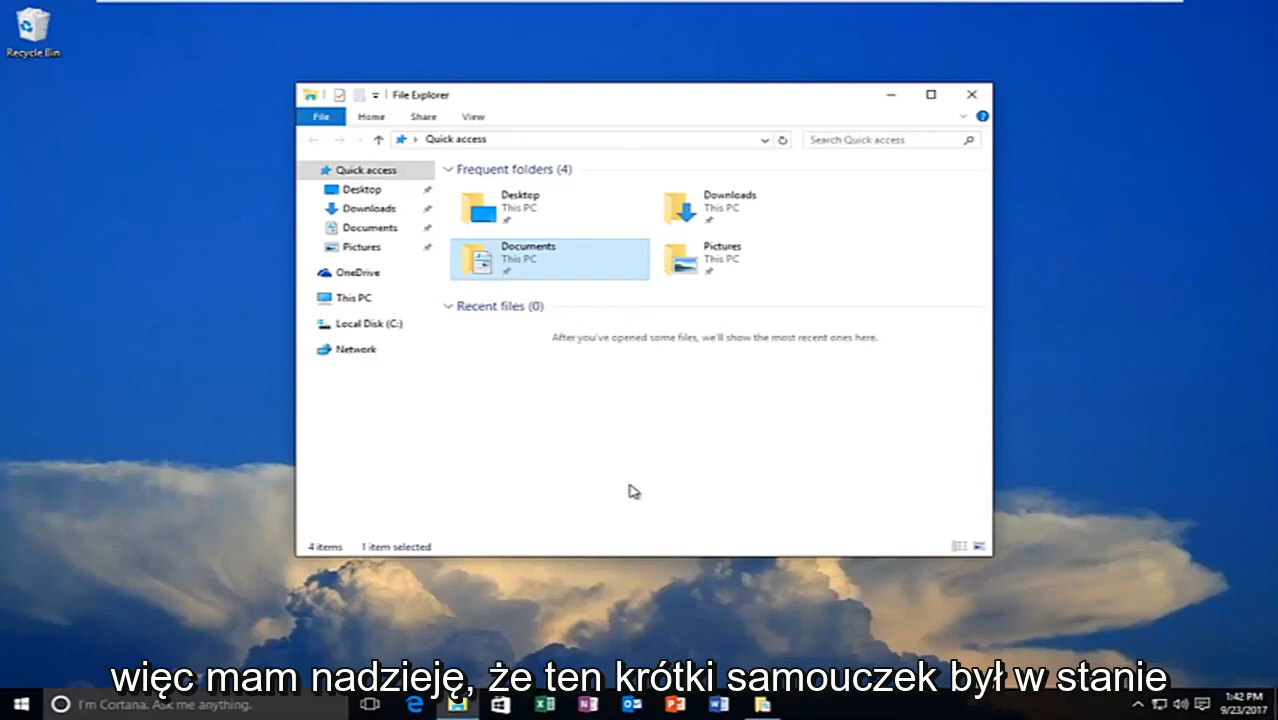 Recycle Bin
File Explorer
File Home Share View
Quick access
Search Quick access
Quick access
Desktop
Downloads
Documents
Pictures
OneDrive
This PC
Local Disk (C:)
Network
Frequent folders (4)
Desktop
This PC
Downloads
This PC
Documents
This PC
Pictures
This PC
Recent files (0)
After you've opened some files, we'll show the most recent ones here.
4 items 1 item selected
więc mam nadzieję, że ten krótki samouczek był w stanie
I'm Cortana. Ask me anything.
1:42 PM
9/23/2017